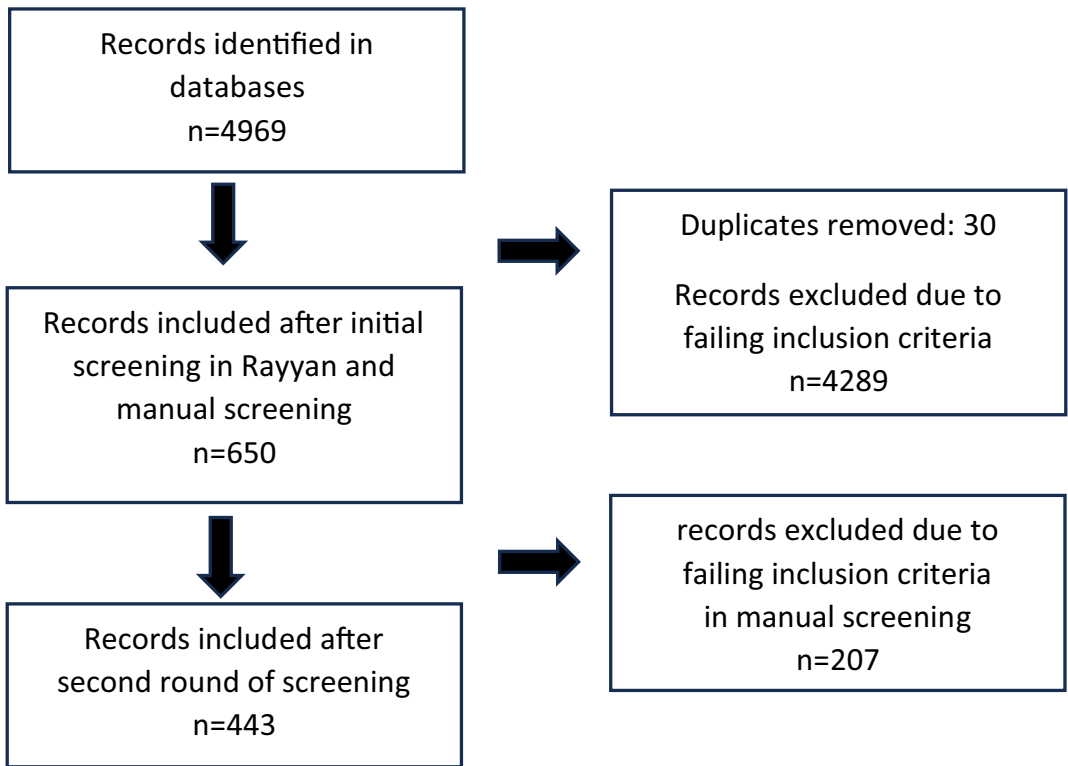 Records identified in
databases
n=4969
Duplicates removed: 30
Records excluded due to
failing inclusion criteria
n=4289
Records included after initial
screening in Rayyan and
manual screening
n=650
records excluded due to
failing inclusion criteria
in manual screening
n=207
Records included after
second round of screening
n=443